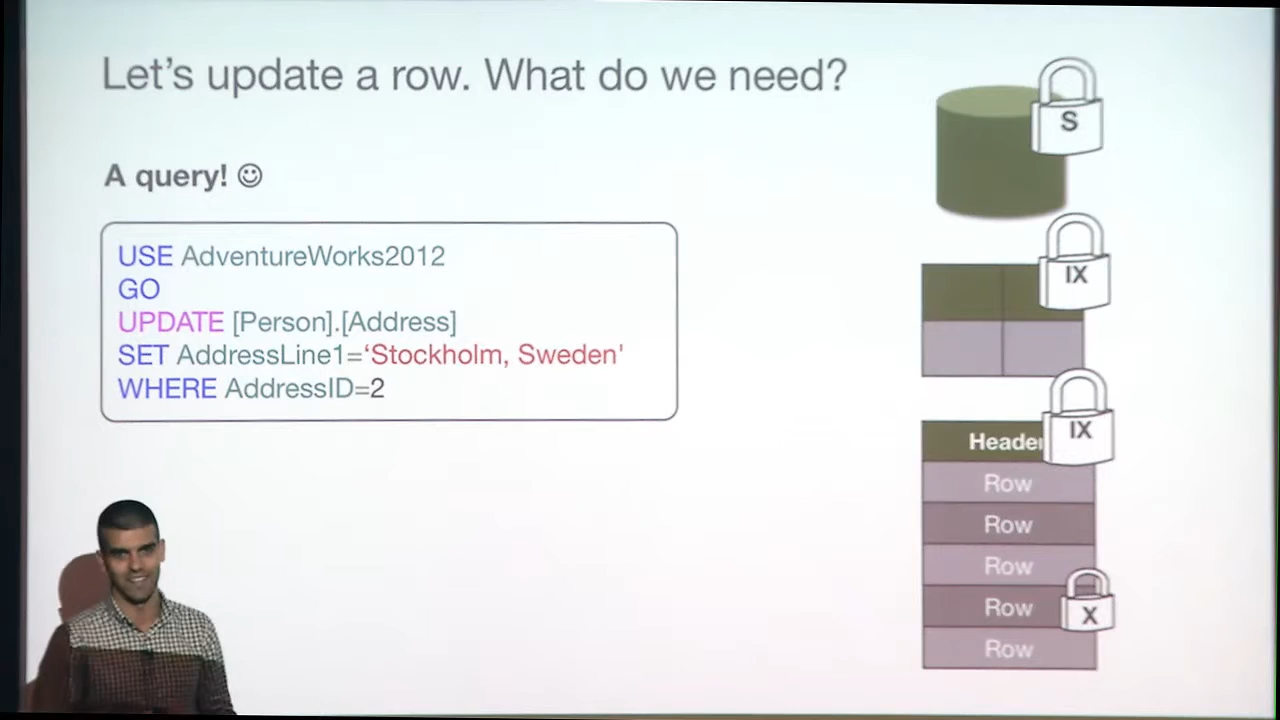 Let's update a row. What do we need?
A query! ☺
USE AdventureWorks2012
GO
UPDATE [Person].[Address]
SET AddressLine1=‘Stockholm, Sweden'
WHERE AddressID=2
S
IX
IX
Header
Row
Row
Row
Row
X
Row